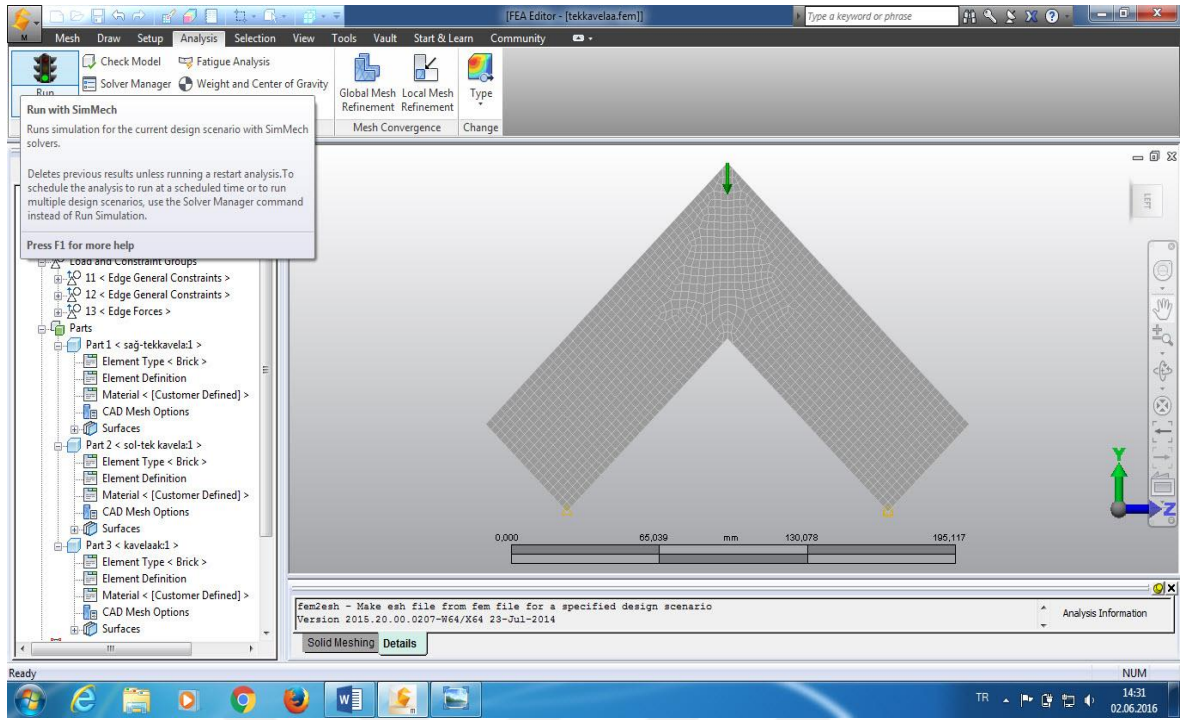 [FEA Editor - [tekkavelaa.fem]]
Type a keyword or phrase
M Mesh Draw Setup Analysis Selection View Tools Vault Start & Learn Community
Run
Check Model
Fatigue Analysis
Solver Manager
Weight and Center of Gravity
Global Mesh Refinement
Local Mesh Refinement
Type
Mesh Convergence
Change
Run with SimMech
Runs simulation for the current design scenario with SimMech
solvers.
Deletes previous results unless running a restart analysis.To
schedule the analysis to run at a scheduled time or to run
multiple design scenarios, use the Solver Manager command
instead of Run Simulation.
Press F1 for more help
Load and Constraint Groups
11 < Edge General Constraints >
12 < Edge General Constraints >
13 < Edge Forces >
Parts
Part 1 < sağ-tekkavela:1 >
Element Type < Brick >
Element Definition
Material < [Customer Defined] >
CAD Mesh Options
Surfaces
Part 2 < sol-tek kavela:1 >
Element Type < Brick >
Element Definition
Material < [Customer Defined] >
CAD Mesh Options
Surfaces
Part 3 < kavelaak:1 >
Element Type < Brick >
Element Definition
Material < [Customer Defined] >
CAD Mesh Options
Surfaces
LEFT
Y
Z
0,000 65,039 mm 130,078 195,117
fem2esh - Make esh file from fem file for a specified design scenario
Version 2015.20.00.0207-W64/X64 23-Jul-2014
Analysis Information
Solid Meshing Details
Ready
NUM
TR
14:31
02.06.2016